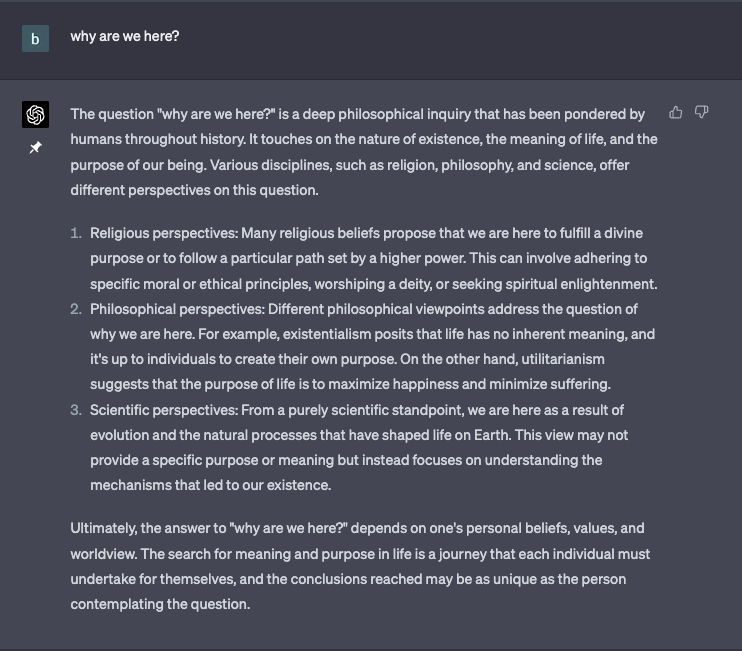 b
why are we here?
The question "why are we here?" is a deep philosophical inquiry that has been pondered by
humans throughout history. It touches on the nature of existence, the meaning of life, and the
purpose of our being. Various disciplines, such as religion, philosophy, and science, offer
different perspectives on this question.
1. Religious perspectives: Many religious beliefs propose that we are here to fulfill a divine
purpose or to follow a particular path set by a higher power. This can involve adhering to
specific moral or ethical principles, worshiping a deity, or seeking spiritual enlightenment.
2. Philosophical perspectives: Different philosophical viewpoints address the question of
why we are here. For example, existentialism posits that life has no inherent meaning, and
it's up to individuals to create their own purpose. On the other hand, utilitarianism
suggests that the purpose of life is to maximize happiness and minimize suffering.
3. Scientific perspectives: From a purely scientific standpoint, we are here as a result of
evolution and the natural processes that have shaped life on Earth. This view may not
provide a specific purpose or meaning but instead focuses on understanding the
mechanisms that led to our existence.
Ultimately, the answer to "why are we here?" depends on one's personal beliefs, values, and
worldview. The search for meaning and purpose in life is a journey that each individual must
undertake for themselves, and the conclusions reached may be as unique as the person
contemplating the question.